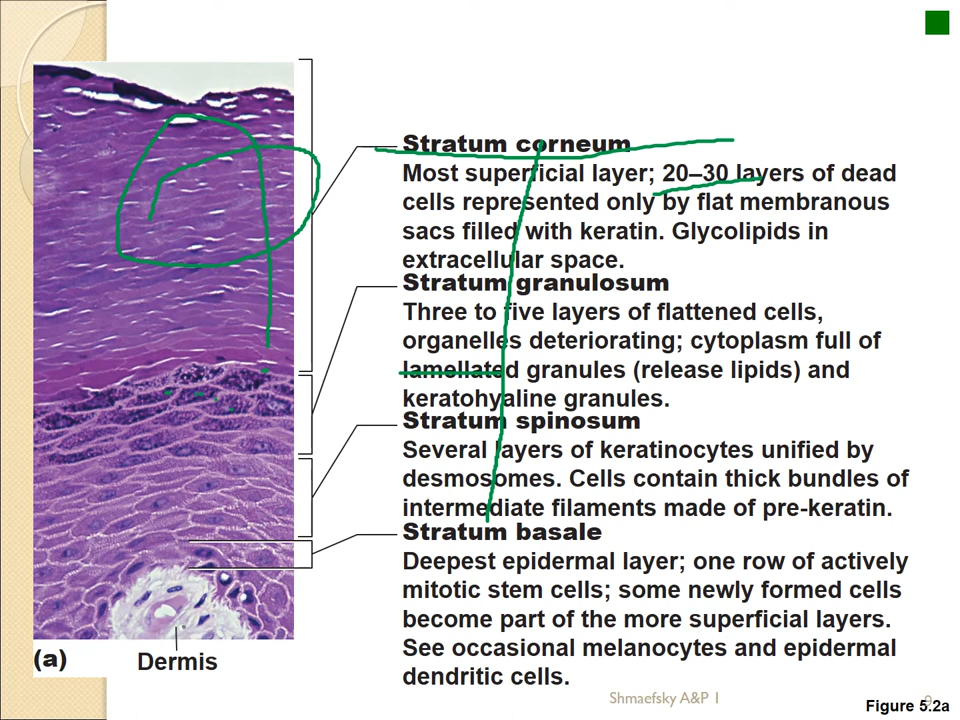 Stratum corneum
Most superficial layer; 20–30 layers of dead
cells represented only by flat membranous
sacs filled with keratin. Glycolipids in
extracellular space.
Stratum granulosum
Three to five layers of flattened cells,
organelles deteriorating; cytoplasm full of
lamellated granules (release lipids) and
keratohyaline granules.
Stratum spinosum
Several layers of keratinocytes unified by
desmosomes. Cells contain thick bundles of
intermediate filaments made of pre-keratin.
Stratum basale
Deepest epidermal layer; one row of actively
mitotic stem cells; some newly formed cells
become part of the more superficial layers.
See occasional melanocytes and epidermal
dendritic cells.
(a)
Dermis
Shmaefsky A&P 1
Figure 5.2a